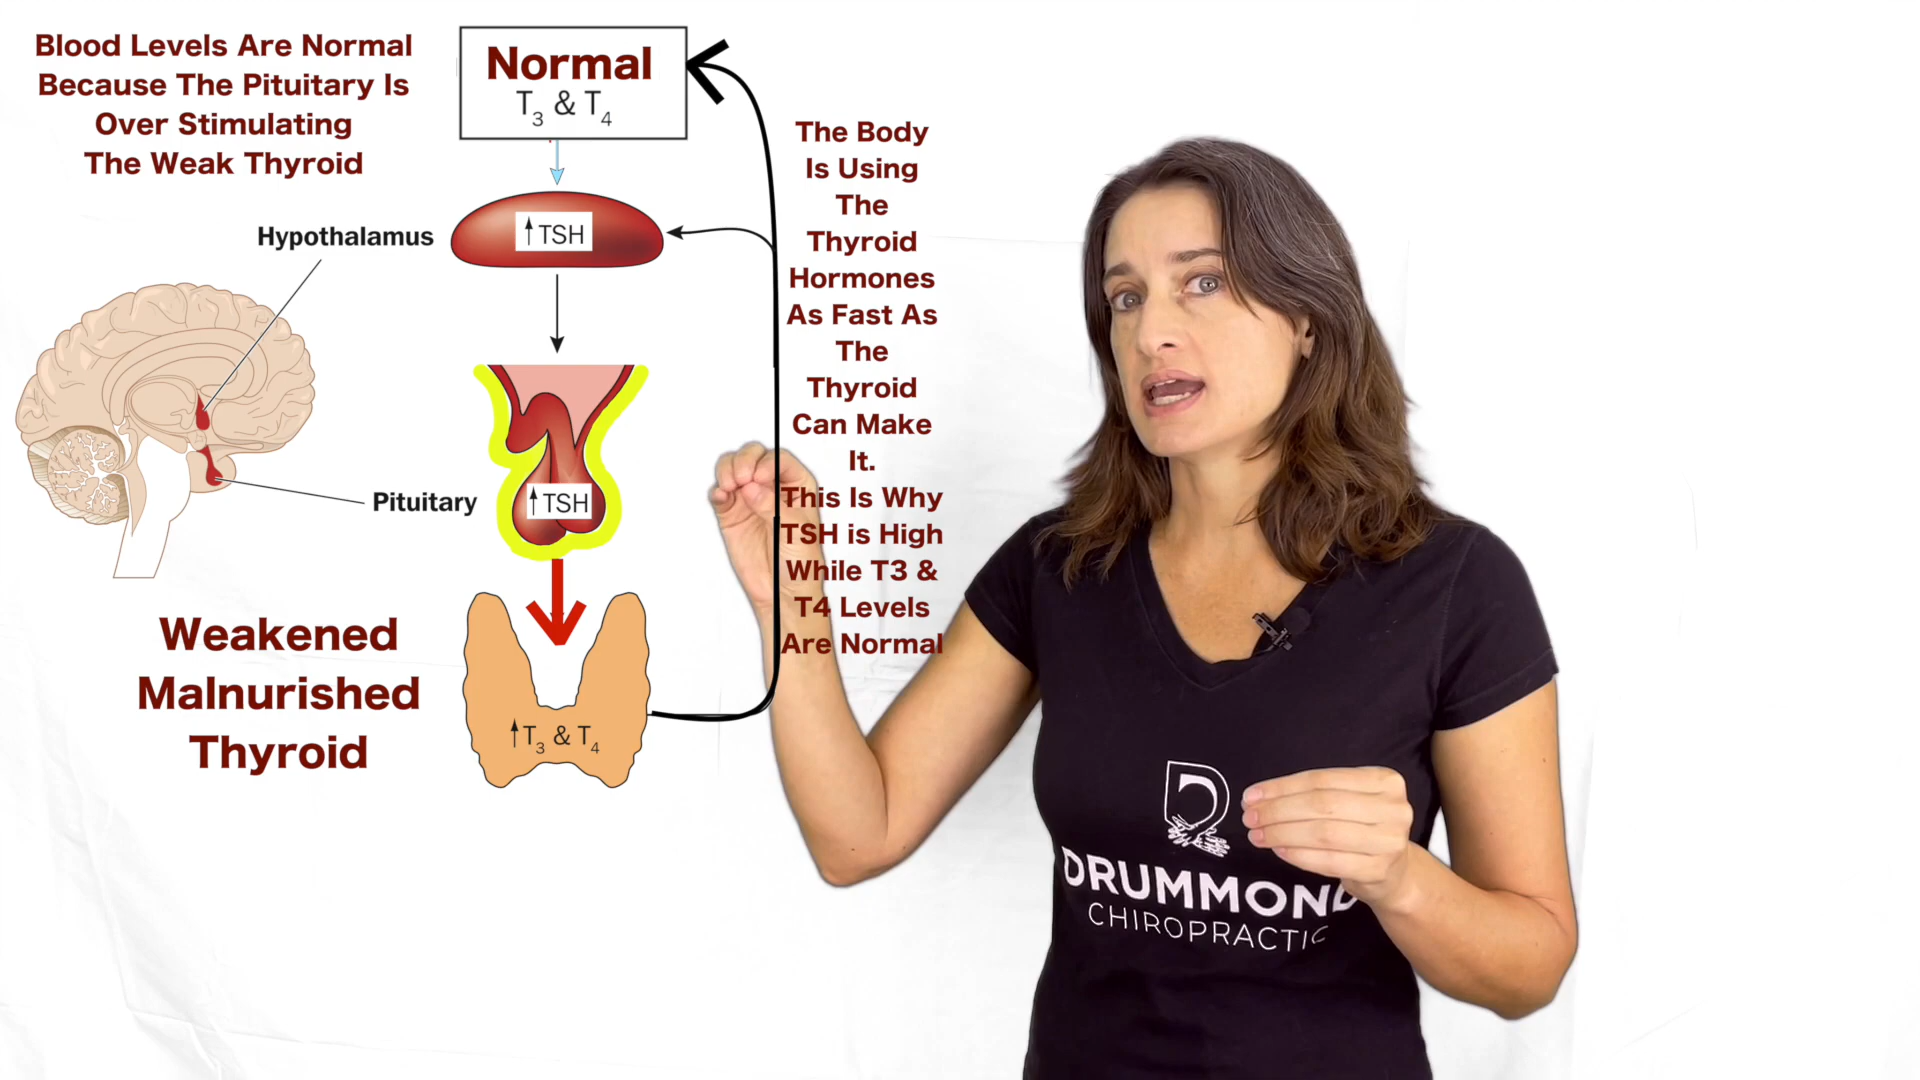 Blood Levels Are Normal
Because The Pituitary Is
Over Stimulating
The Weak Thyroid
Normal
T3 & T4
Hypothalamus
↑TSH
Pituitary
↑TSH
Weakened
Malnurished
Thyroid
↑T3 & T4
The Body
Is Using
The
Thyroid
Hormones
As Fast As
The
Thyroid
Can Make
It.
This Is Why
TSH is High
While T3 &
T4 Levels
Are Normal
DRUMMOND
CHIROPRACTIC